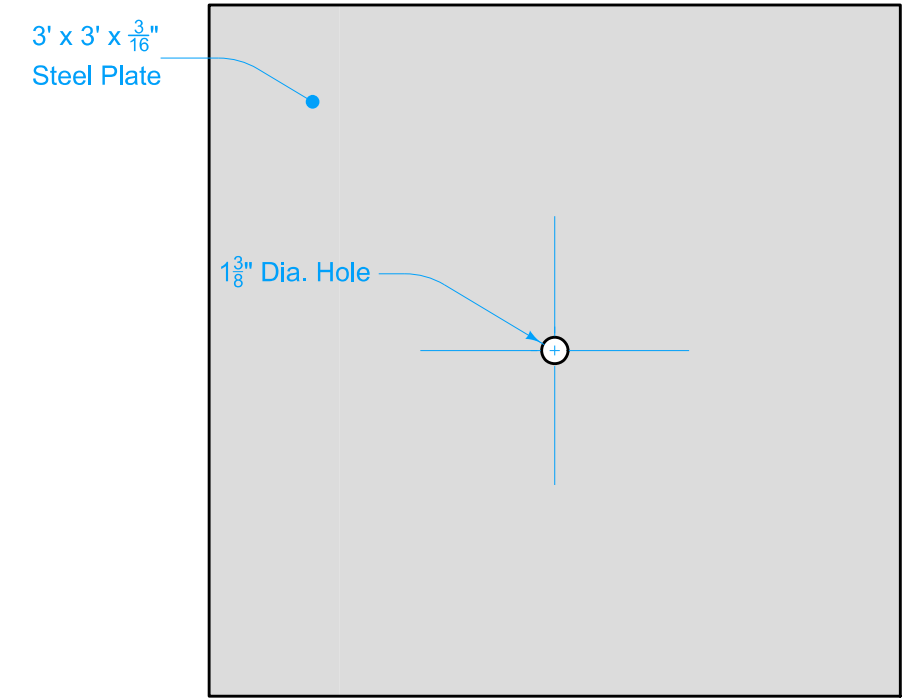 3' x 3' x 3/16"
Steel Plate
1 3/8" Dia. Hole